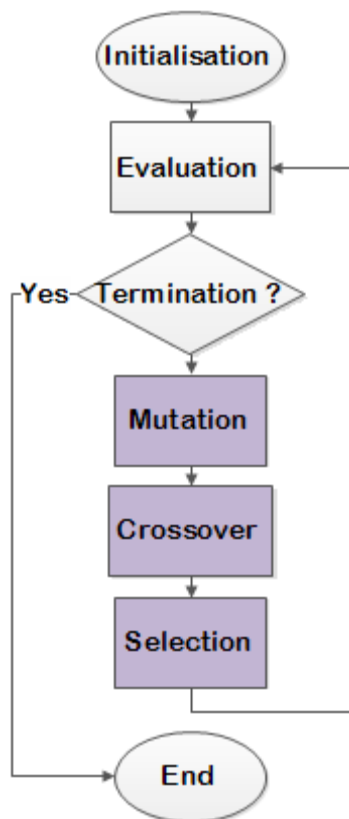 Initialisation
Evaluation
Yes
Termination ?
Mutation
Crossover
Selection
End